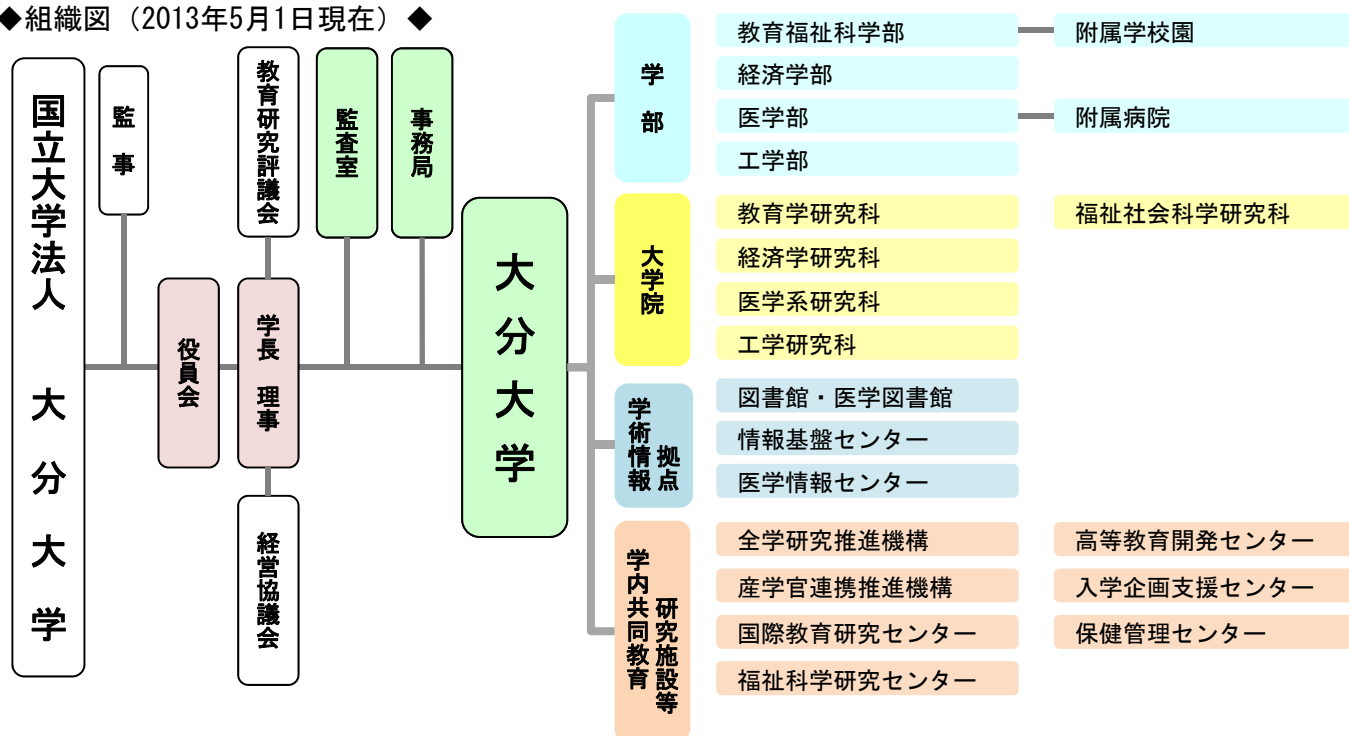 ◆組織図（2013年5月1日現在）◆
国立大学法人　大分大学
監事
役員会
教育研究評議会
学長　理事
経営協議会
監査室
事務局
大分大学
学部
教育福祉科学部
附属学校園
経済学部
医学部
附属病院
工学部
大学院
教育学研究科
福祉社会科学研究科
経済学研究科
医学系研究科
工学研究科
学術情報
拠点
図書館・医学図書館
情報基盤センター
医学情報センター
学内共同教育
研究施設等
全学研究推進機構
高等教育開発センター
産学官連携推進機構
入学企画支援センター
国際教育研究センター
保健管理センター
福祉科学研究センター